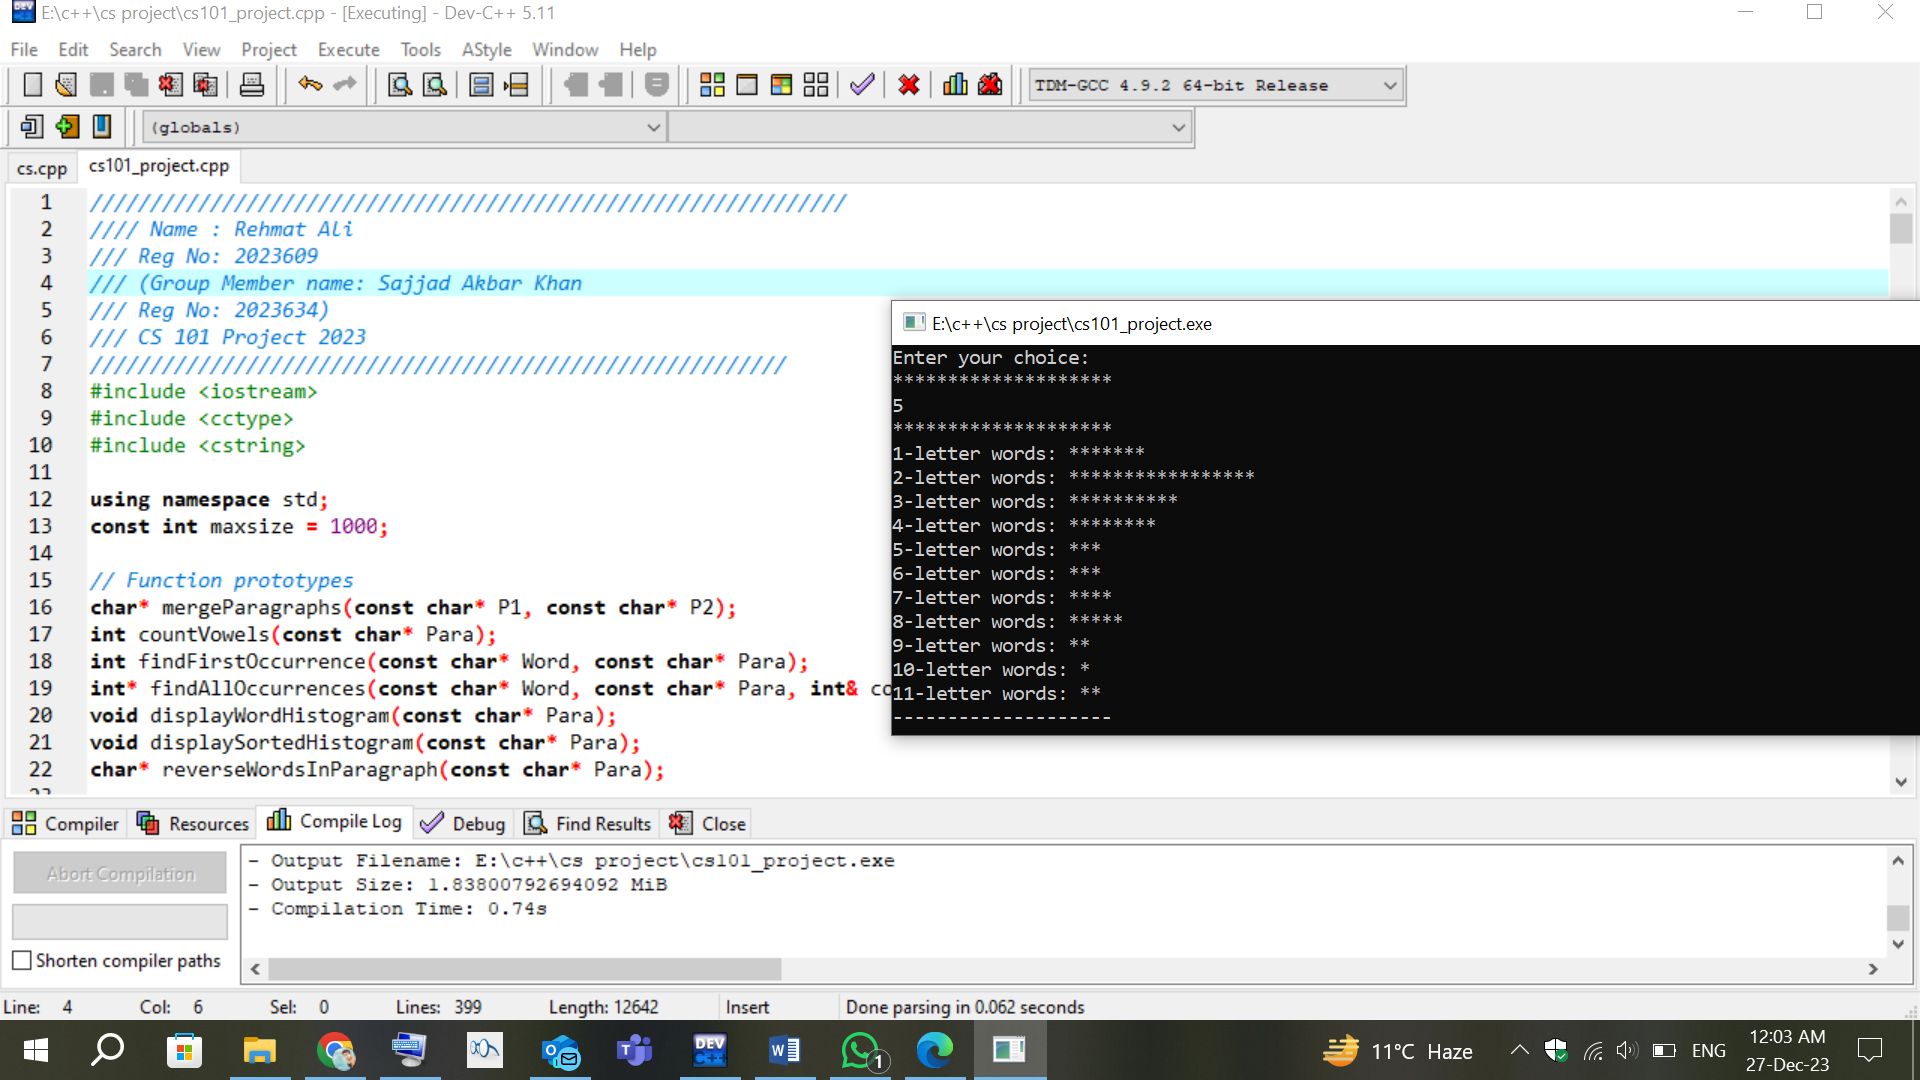 E:\c++\cs project\cs101_project.cpp - [Executing] - Dev-C++ 5.11
File Edit Search View Project Execute Tools AStyle Window Help
TDM-GCC 4.9.2 64-bit Release
(globals)
cs.cpp cs101_project.cpp
1 ///////////////////////////////////////////////////////////////
2 //// Name : Rehmat Ali
3 /// Reg No: 2023609
4 /// (Group Member name: Sajjad Akbar Khan
5 /// Reg No: 2023634)
6 /// CS 101 Project 2023
7 //////////////////////////////////////////////////////////
8 #include <iostream>
9 #include <cctype>
10 #include <cstring>
11
12 using namespace std;
13 const int maxsize = 1000;
14
15 // Function prototypes
16 char* mergeParagraphs(const char* P1, const char* P2);
17 int countVowels(const char* Para);
18 int findFirstOccurrence(const char* Word, const char* Para);
19 int* findAllOccurrences(const char* Word, const char* Para, int& co
20 void displayWordHistogram(const char* Para);
21 void displaySortedHistogram(const char* Para);
22 char* reverseWordsInParagraph(const char* Para);
E:\c++\cs project\cs101_project.exe
Enter your choice:
********************
5
********************
1-letter words: *******
2-letter words: *****************
3-letter words: **********
4-letter words: ********
5-letter words: ***
6-letter words: ***
7-letter words: ****
8-letter words: *****
9-letter words: **
10-letter words: *
11-letter words: **
--------------------
Compiler Resources Compile Log Debug Find Results Close
Abort Compilation
Shorten compiler paths
- Output Filename: E:\c++\cs project\cs101_project.exe
- Output Size: 1.83800792694092 MiB
- Compilation Time: 0.74s
Line: 4 Col: 6 Sel: 0 Lines: 399 Length: 12642 Insert Done parsing in 0.062 seconds
DEV C++
1
11°C Haze
ENG
12:03 AM
27-Dec-23